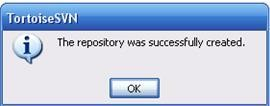 TortoiseSVN
The repository was successfully created.
OK